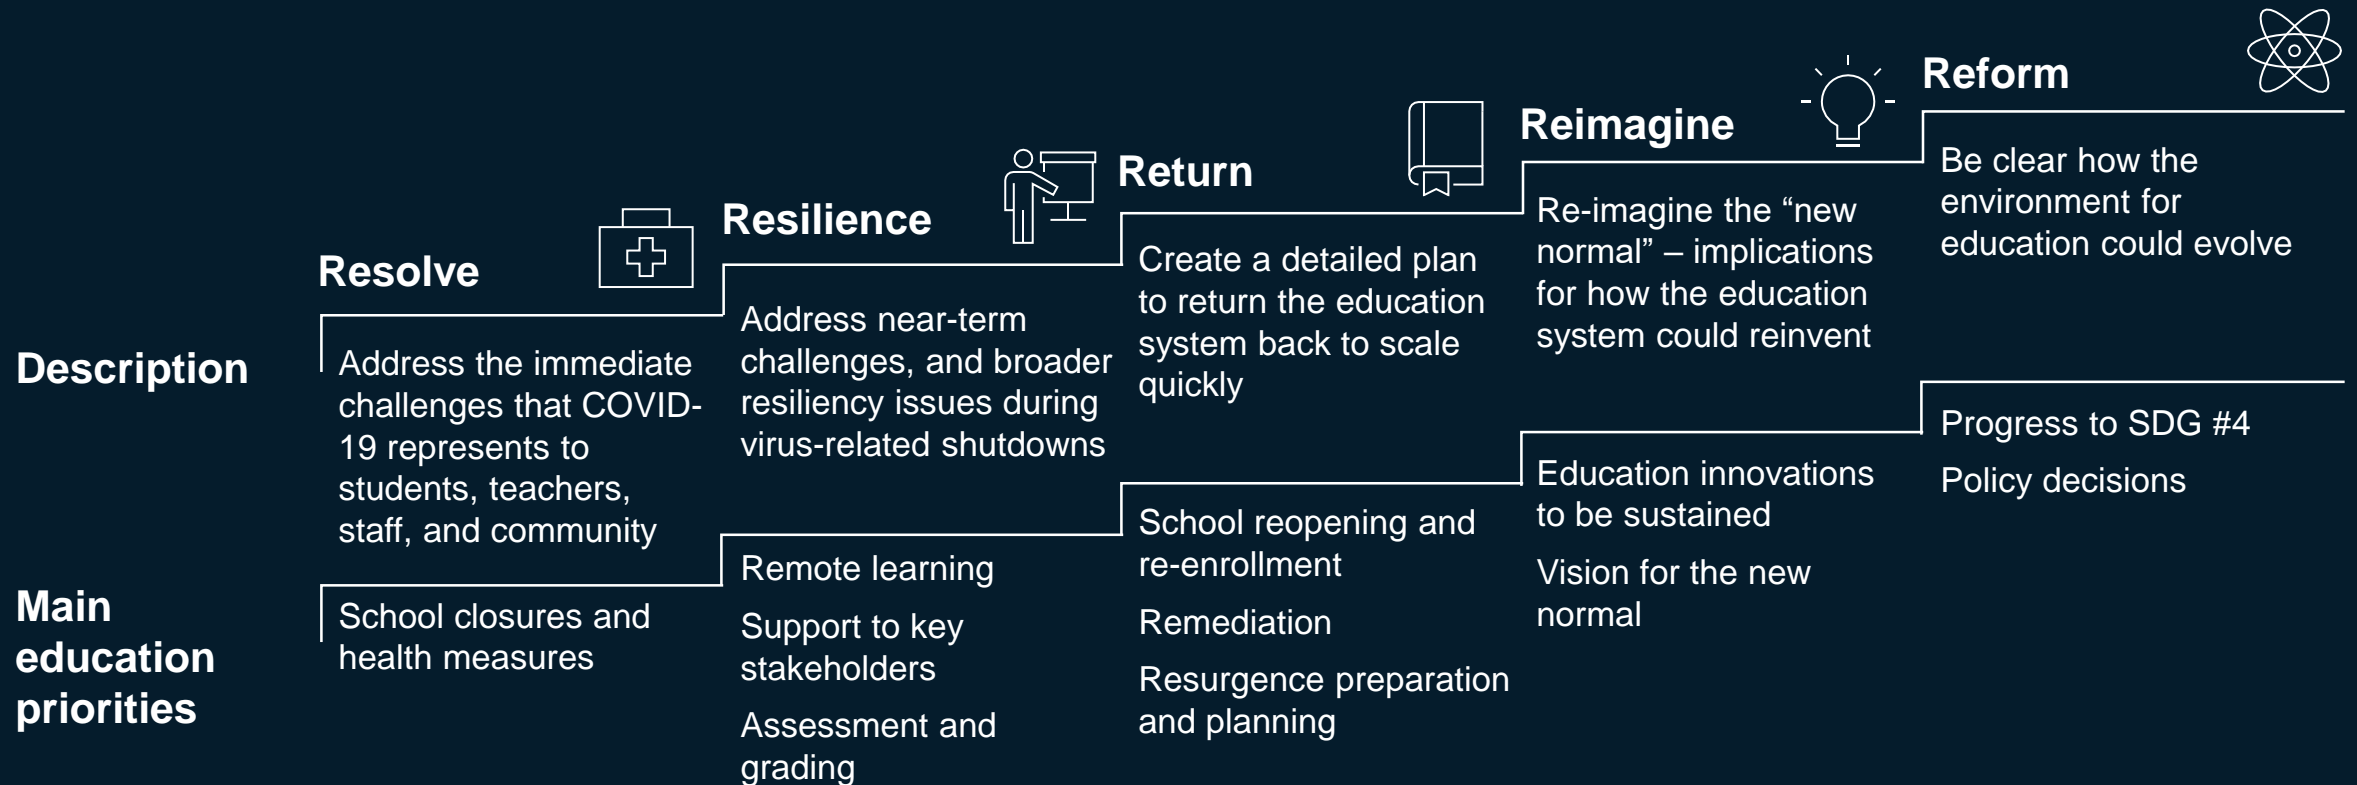 Resolve
Resilience
Return
Reimagine
Reform
Description
Address the immediate
challenges that COVID-
19 represents to
students, teachers,
staff, and community
Address near-term
challenges, and broader
resiliency issues during
virus-related shutdowns
Create a detailed plan
to return the education
system back to scale
quickly
Re-imagine the “new
normal” – implications
for how the education
system could reinvent
Be clear how the
environment for
education could evolve
Main
education
priorities
School closures and
health measures
Remote learning
Support to key
stakeholders
Assessment and
grading
School reopening and
re-enrollment
Remediation
Resurgence preparation
and planning
Education innovations
to be sustained
Vision for the new
normal
Progress to SDG #4
Policy decisions